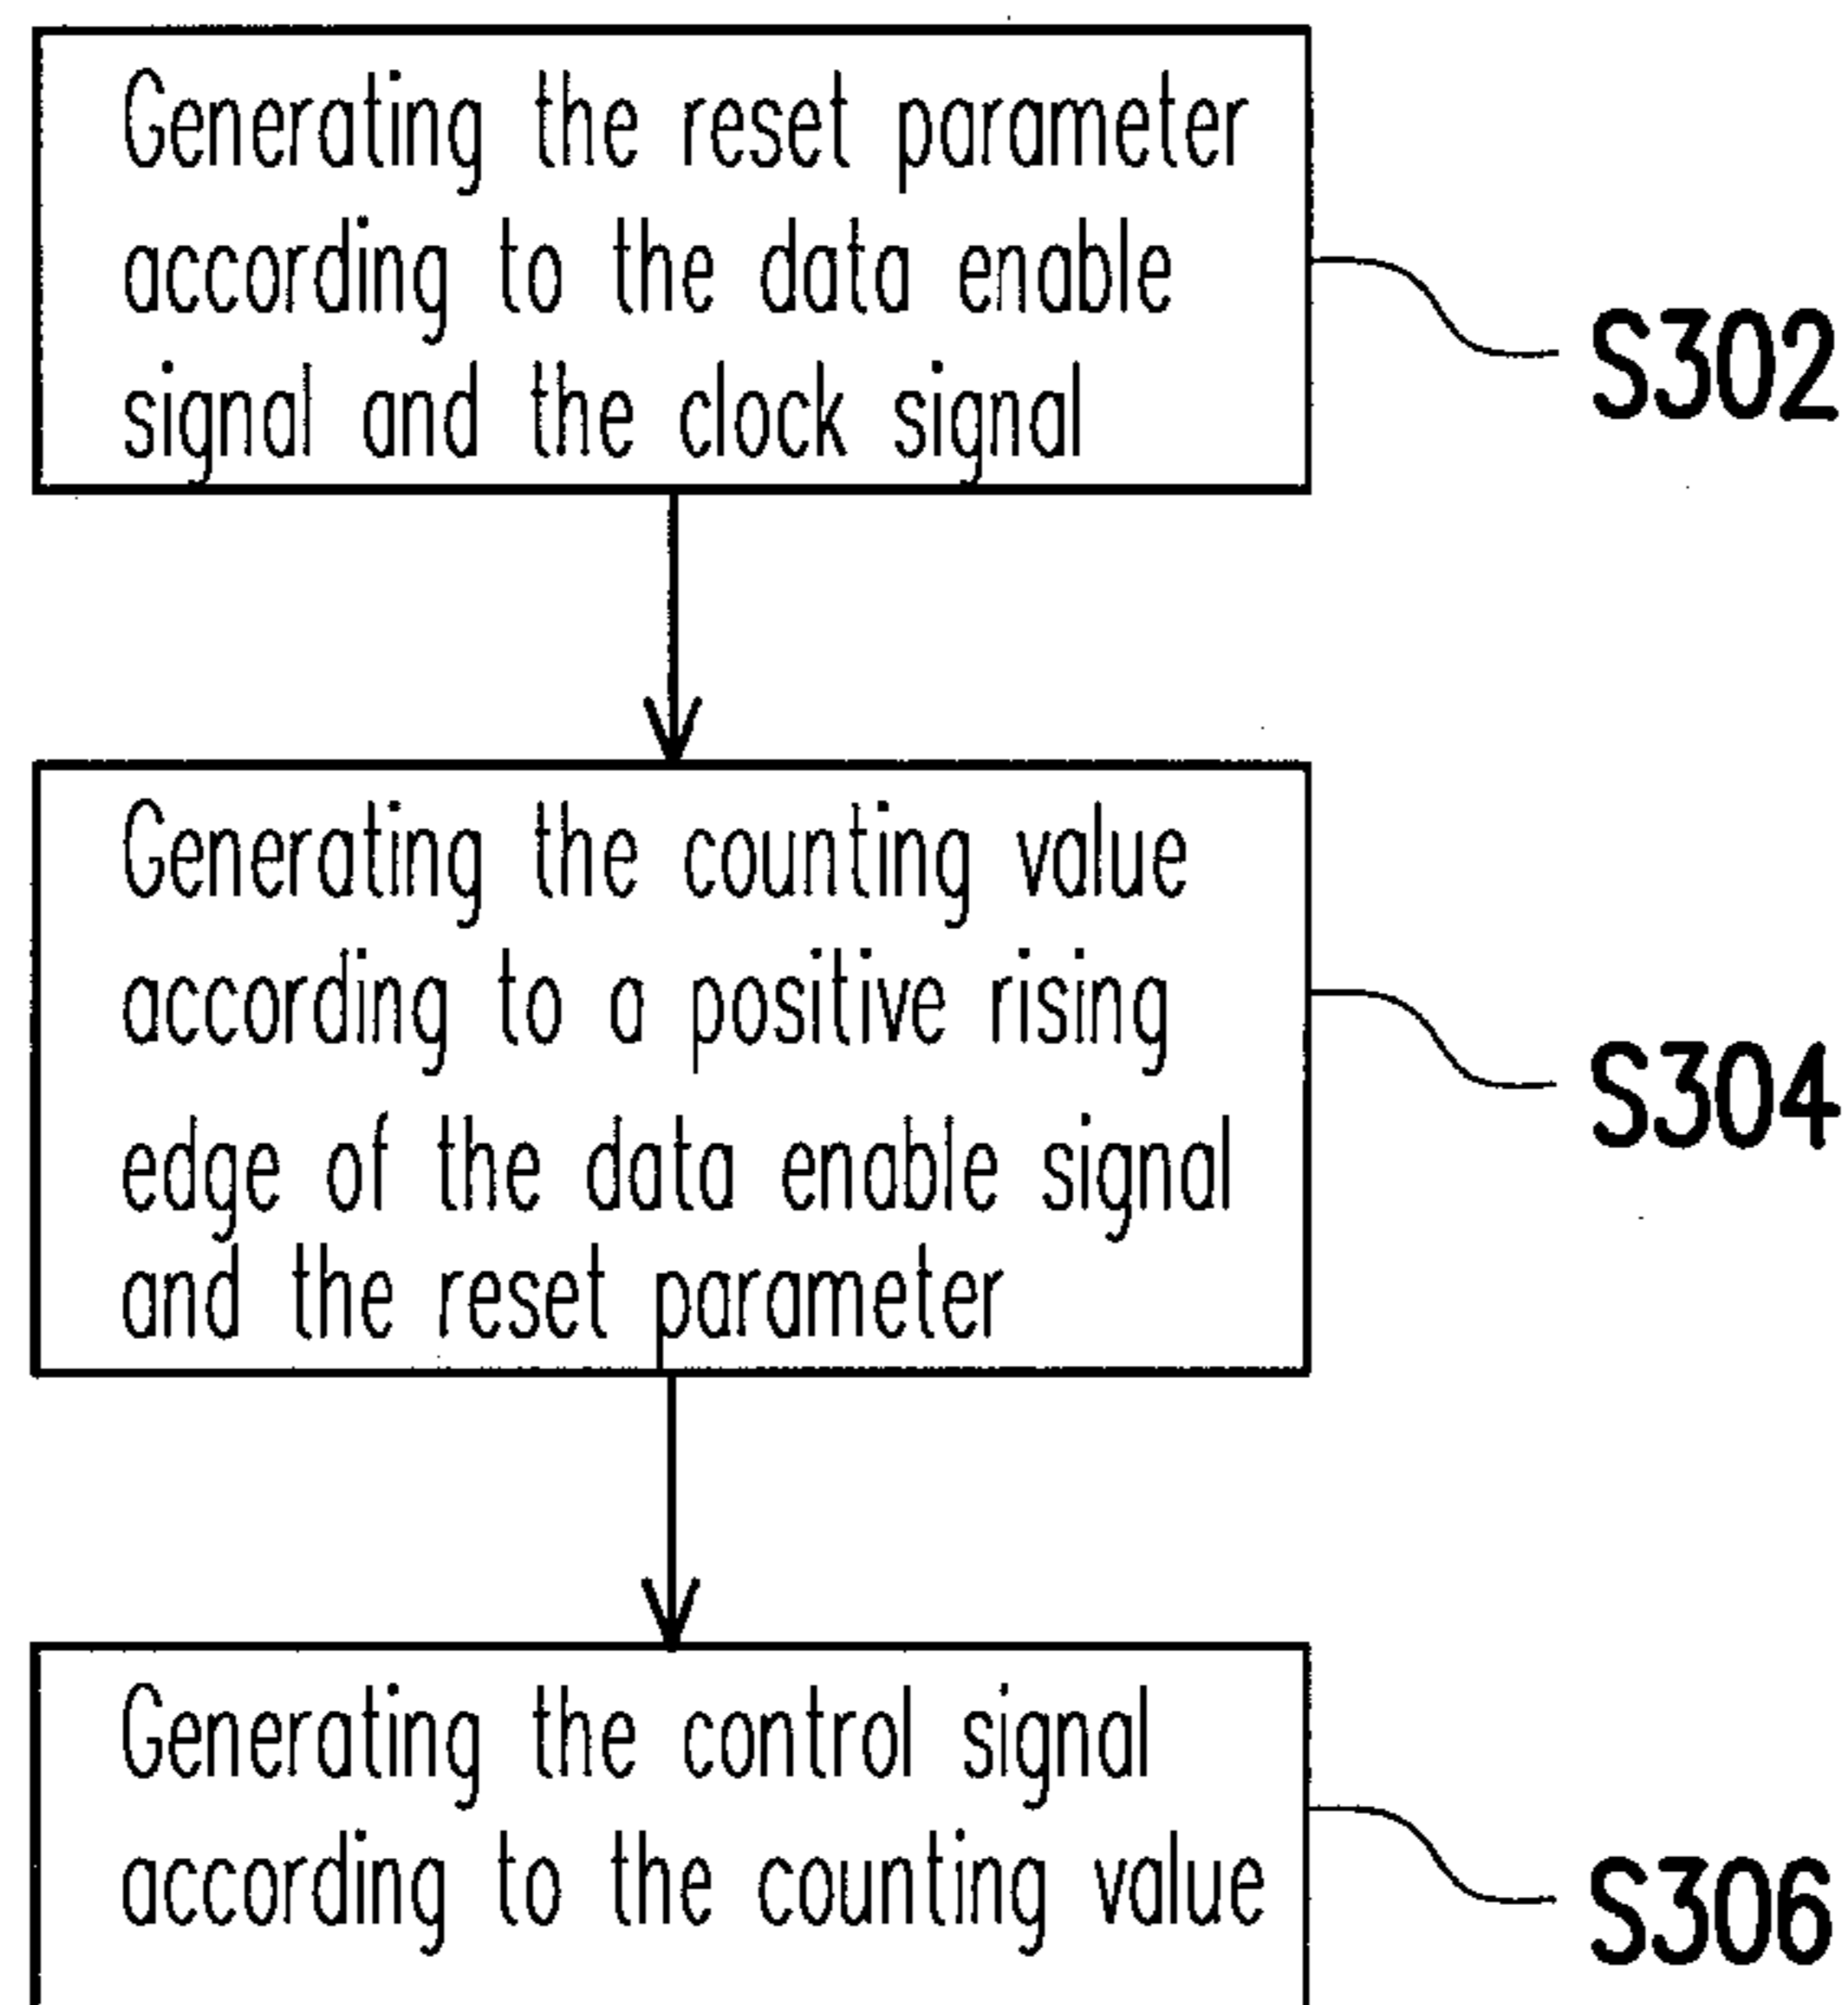 Generating the reset parameter
according to the data enable
signal and the clock signal
S302
Generating the counting value
according to a positive rising
edge of the data enable signal
and the reset parameter
S304
Generating the control signal
according to the counting value
S306